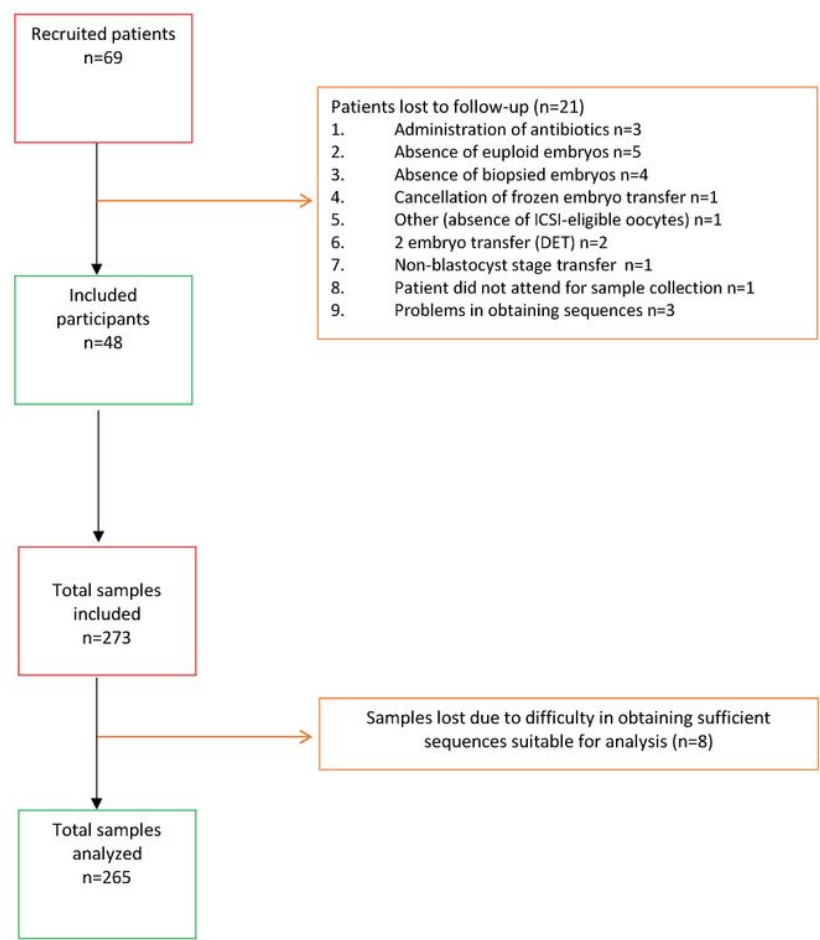 Recruited patients
n=69
Patients lost to follow-up (n=21)
1. Administration of antibiotics n=3
2. Absence of euploid embryos n=5
3. Absence of biopsied embryos n=4
4. Cancellation of frozen embryo transfer n=1
5. Other (absence of ICSI-eligible oocytes) n=1
6. 2 embryo transfer (DET) n=2
7. Non-blastocyst stage transfer n=1
8. Patient did not attend for sample collection n=1
9. Problems in obtaining sequences n=3
Included
participants
n=48
Total samples
included
n=273
Samples lost due to difficulty in obtaining sufficient
sequences suitable for analysis (n=8)
Total samples
analyzed
n=265